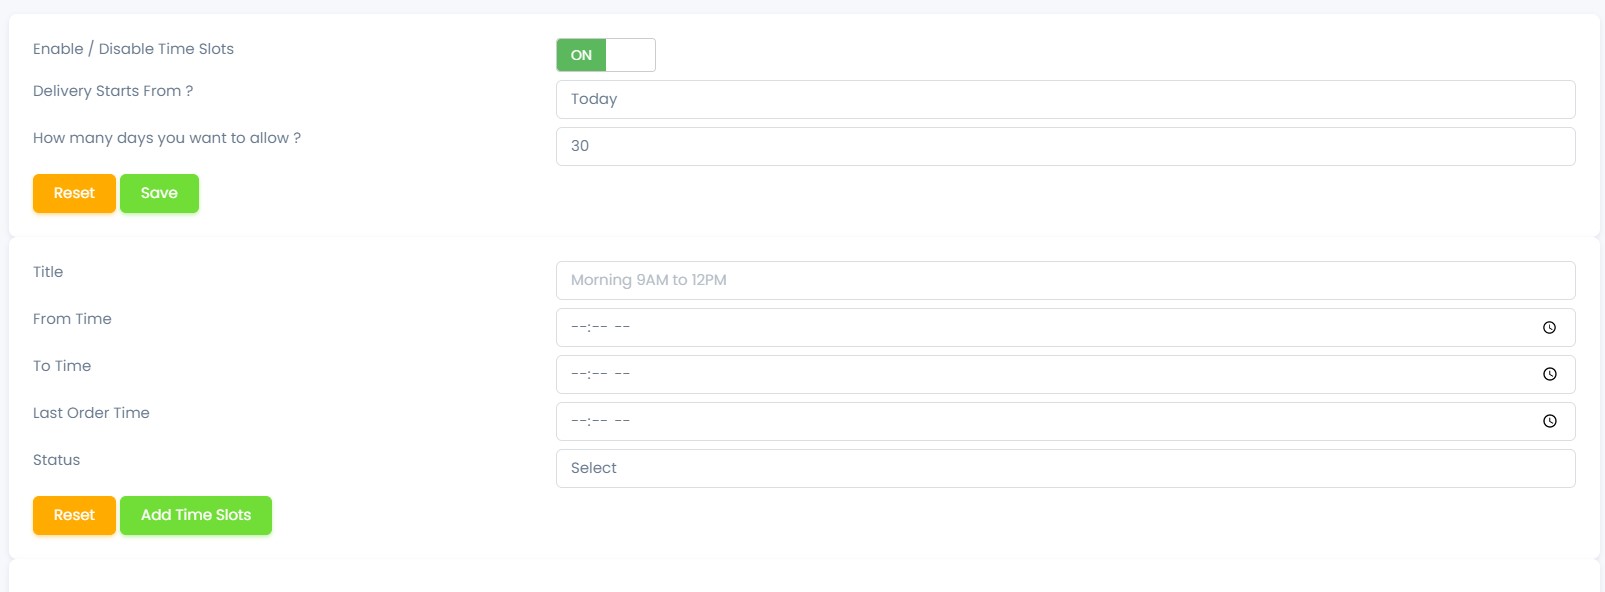 Enable / Disable Time Slots
ON
Delivery Starts From ?
Today
How many days you want to allow ?
30
Reset Save
Title
Morning 9AM to 12PM
From Time
--:-- --
To Time
--:-- --
Last Order Time
--:-- --
Status
Select
Reset Add Time Slots